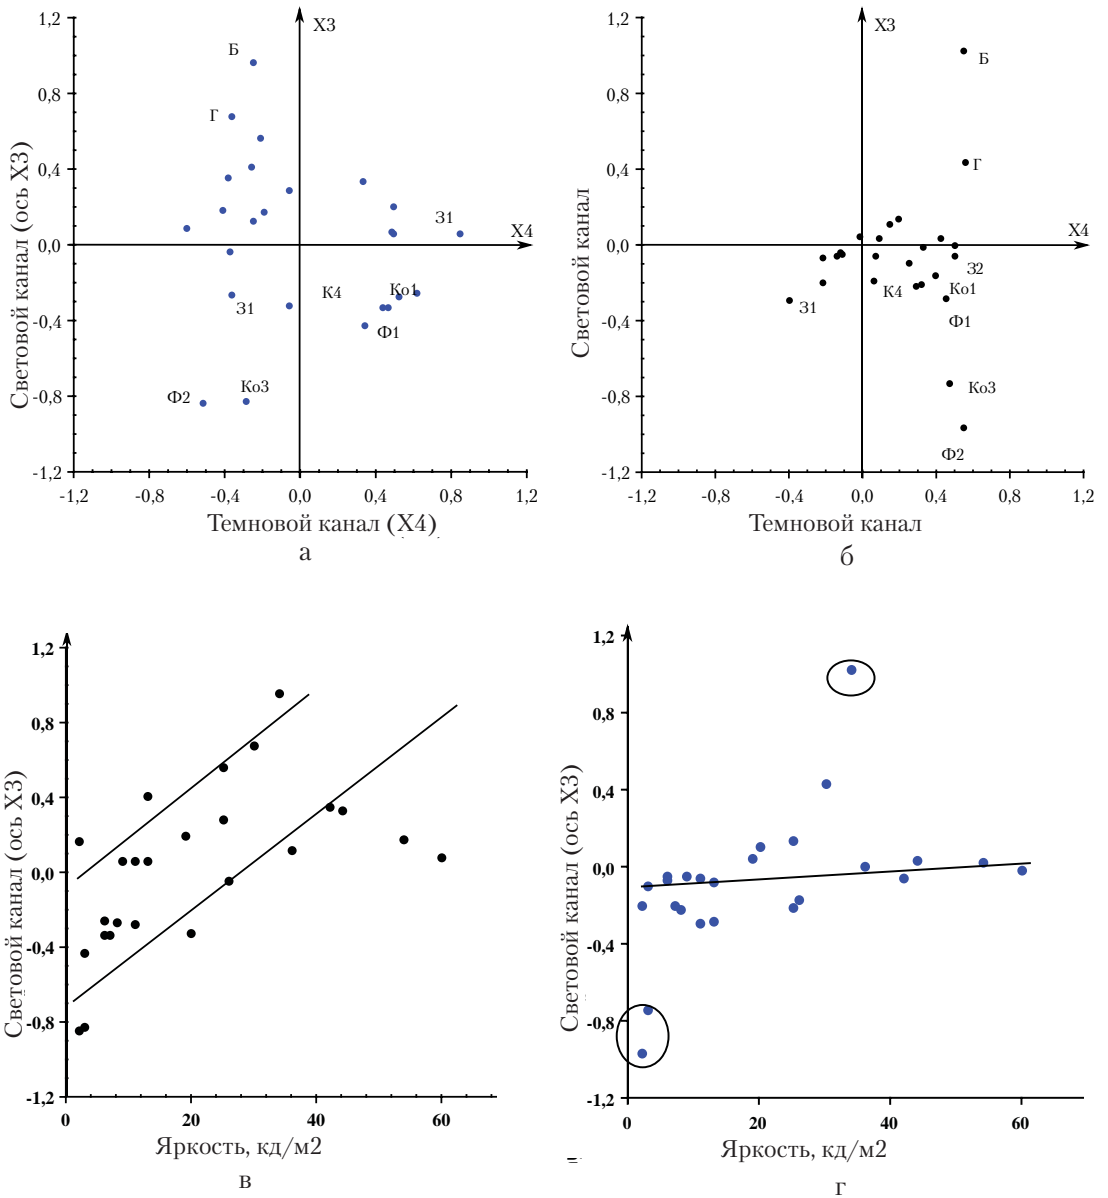 1,2
0,8
0,4
0,0
-0,4
-0,8
-1,2
Световой канал (ось X3)
X3
X4
Б
Г
З1
З1
К4
Ко1
Ф1
Ко3
Ф2
-1,2 -0,8 -0,4 0,0 0,4 0,8 1,2
Темновой канал (X4)
а
1,2
0,8
0,4
0,0
-0,4
-0,8
-1,2
Световой канал
X3
Б
Г
X4
З2
З1
К4
Ко1
Ф1
Ко3
Ф2
-1,2 -0,8 -0,4 0,0 0,4 0,8 1,2
Темновой канал
б
1,2
0,8
0,4
0,0
-0,4
-0,8
-1,2
Световой канал (ось X3)
0 20 40 60
Яркость, кд/м2
в
1,2
0,8
0,4
0,0
-0,4
-0,8
-1,2
Световой канал (ось X3)
0 20 40 60
Яркость, кд/м2
г